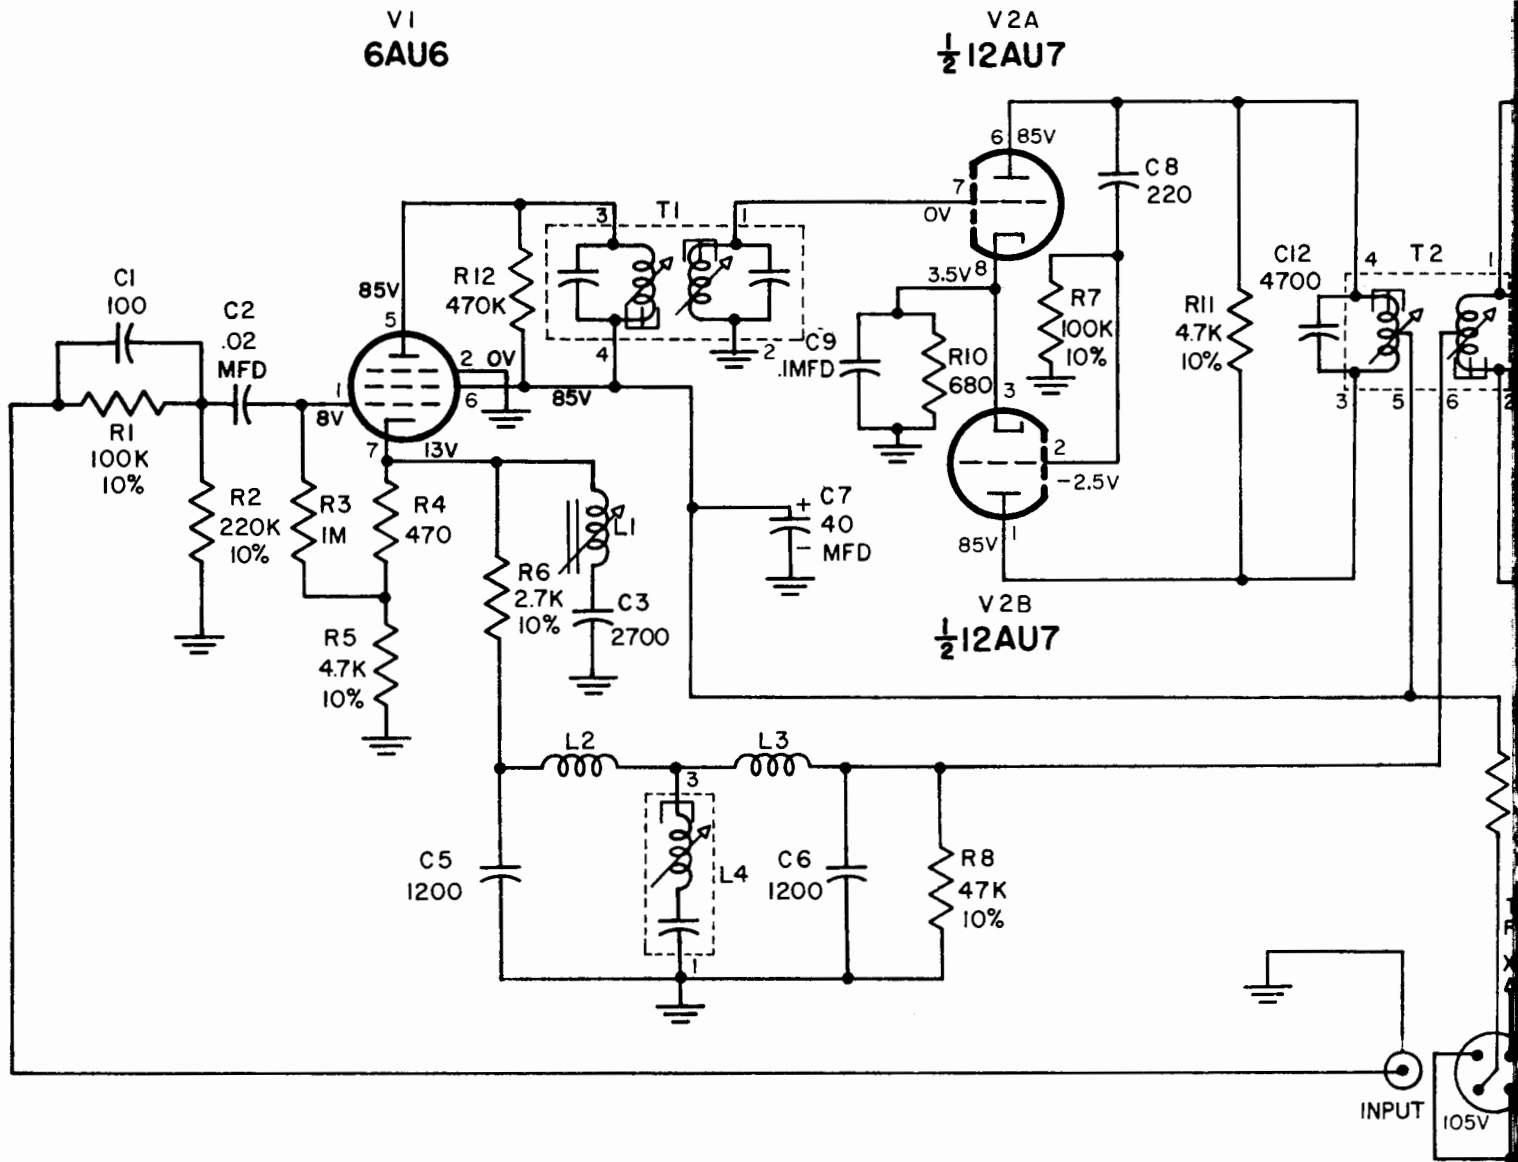 V1
6AU6
V2A
½ 12AU7
6
85V
C8
220
7
0V
3
T1
1
C1
100
85V
5
R12
470K
3.5V
8
C12
4700
4
T2
1
C2
.02
MFD
R7
100K
10%
R11
4.7K
10%
2
0V
4
2
C9
.1MFD
R10
680
1
8V
6
85V
3
3
5
6
2
R1
100K
10%
7
13V
2
-2.5V
R2
220K
10%
R3
1M
R4
470
L1
+
C7
40
-
MFD
85V
1
R6
2.7K
10%
C3
2700
V2B
½ 12AU7
R5
4.7K
10%
L2
L3
3
C5
1200
L4
C6
1200
R8
47K
10%
1
INPUT
105V